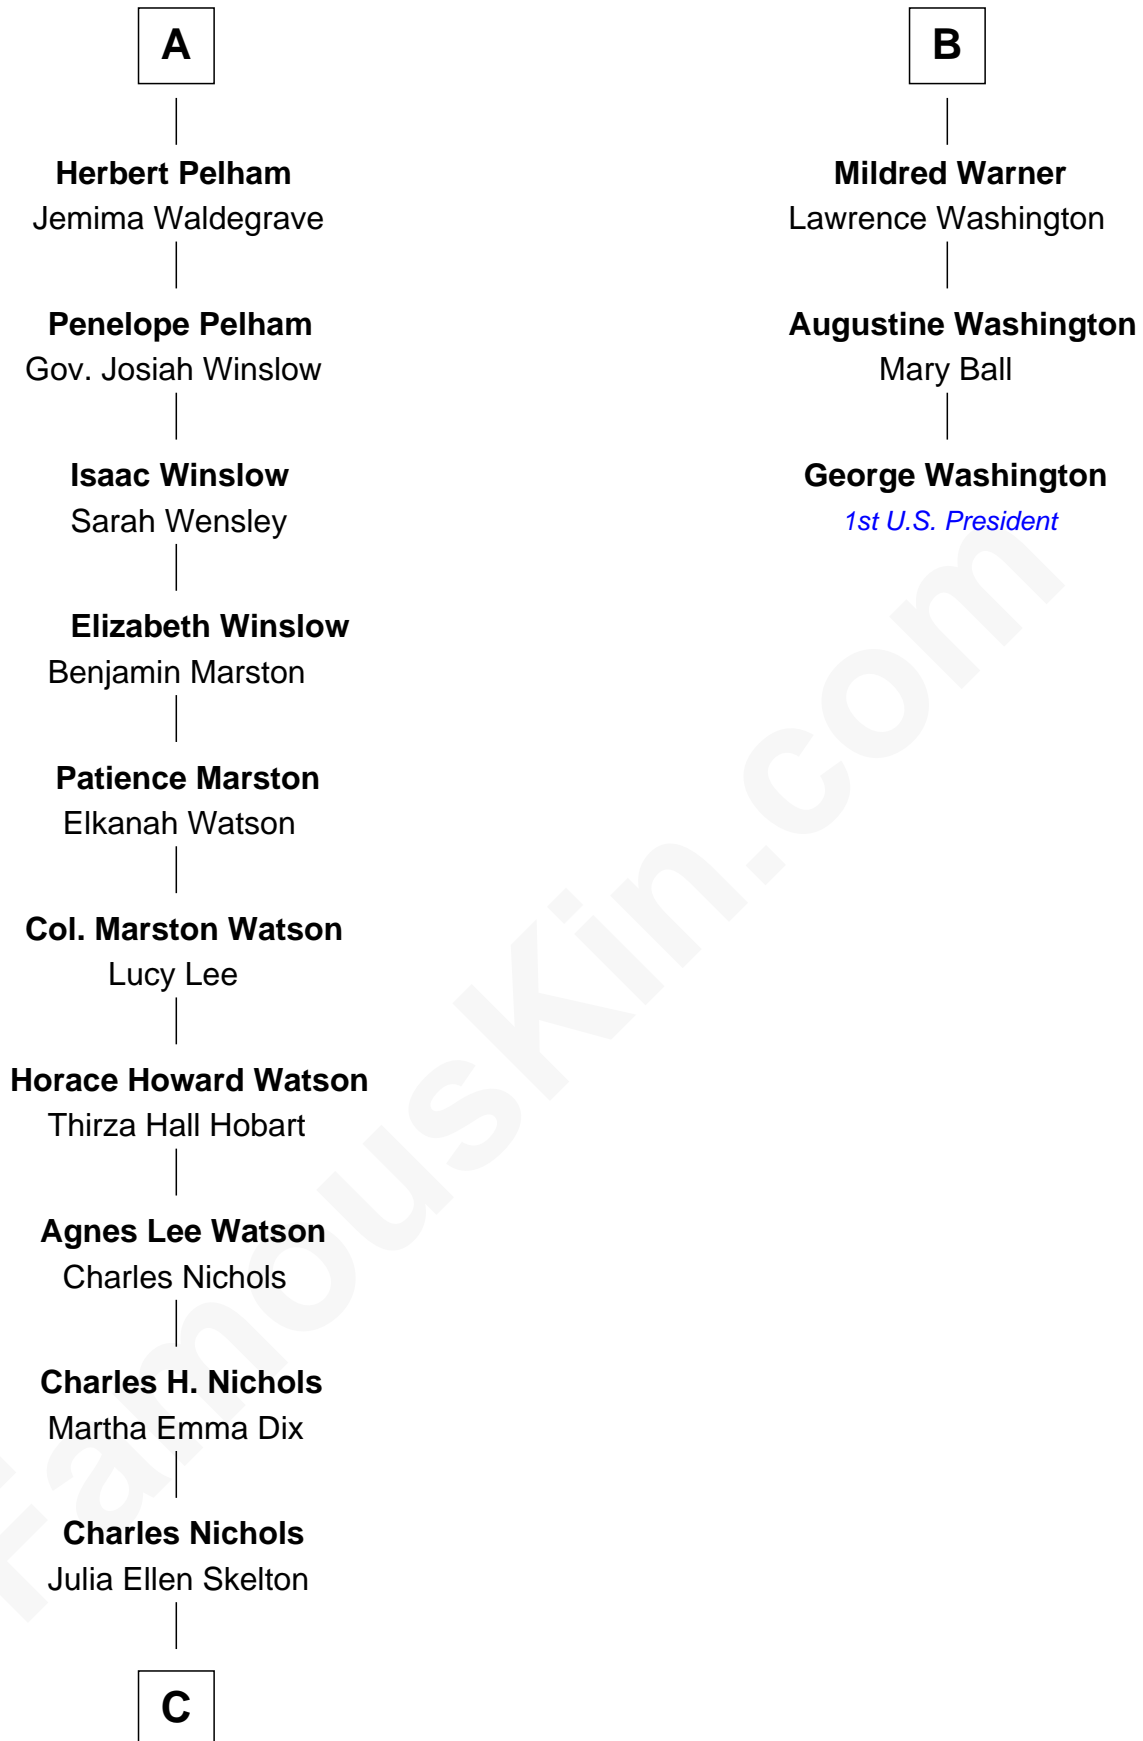 A
Herbert Pelham
Jemima Waldegrave
Penelope Pelham
Gov. Josiah Winslow
Isaac Winslow
Sarah Wensley
Elizabeth Winslow
Benjamin Marston
Patience Marston
Elkanah Watson
Col. Marston Watson
Lucy Lee
Horace Howard Watson
Thirza Hall Hobart
Agnes Lee Watson
Charles Nichols
Charles H. Nichols
Martha Emma Dix
Charles Nichols
Julia Ellen Skelton
C
B
Mildred Warner
Lawrence Washington
Augustine Washington
Mary Ball
George Washington
1st U.S. President
FamousKin.com